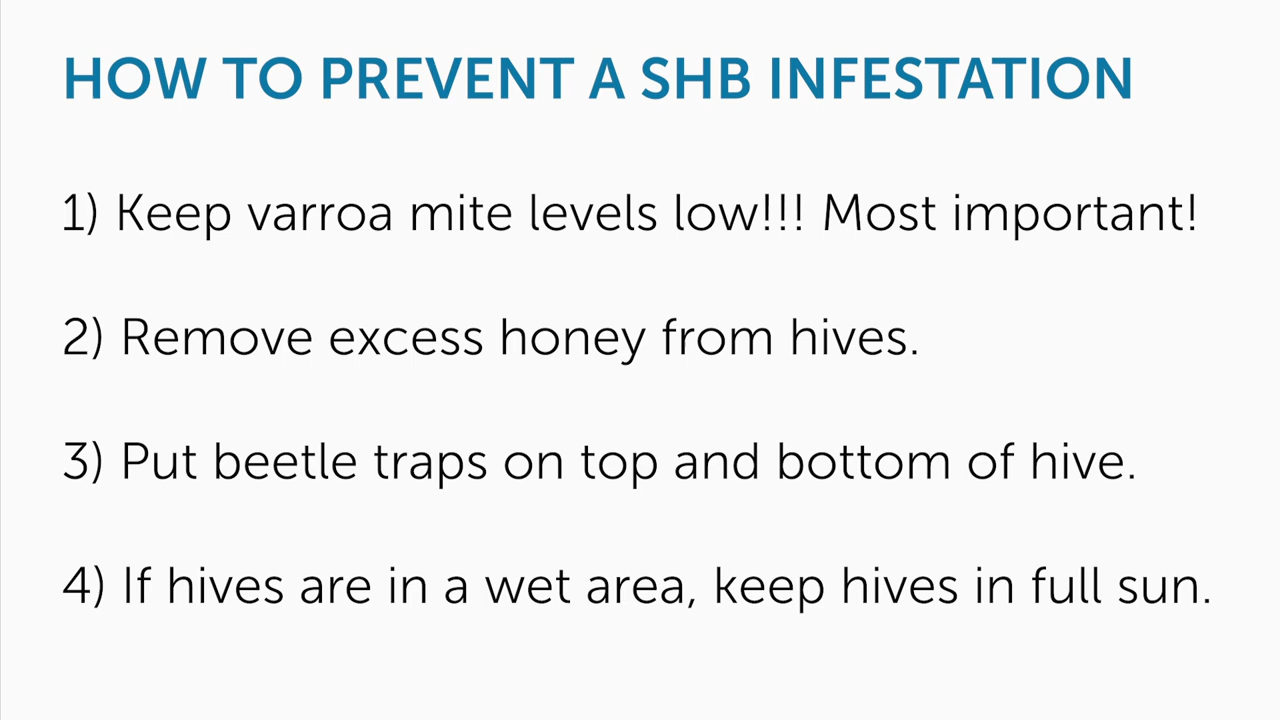 HOW TO PREVENT A SHB INFESTATION
1) Keep varroa mite levels low!!! Most important!
2) Remove excess honey from hives.
3) Put beetle traps on top and bottom of hive.
4) If hives are in a wet area, keep hives in full sun.